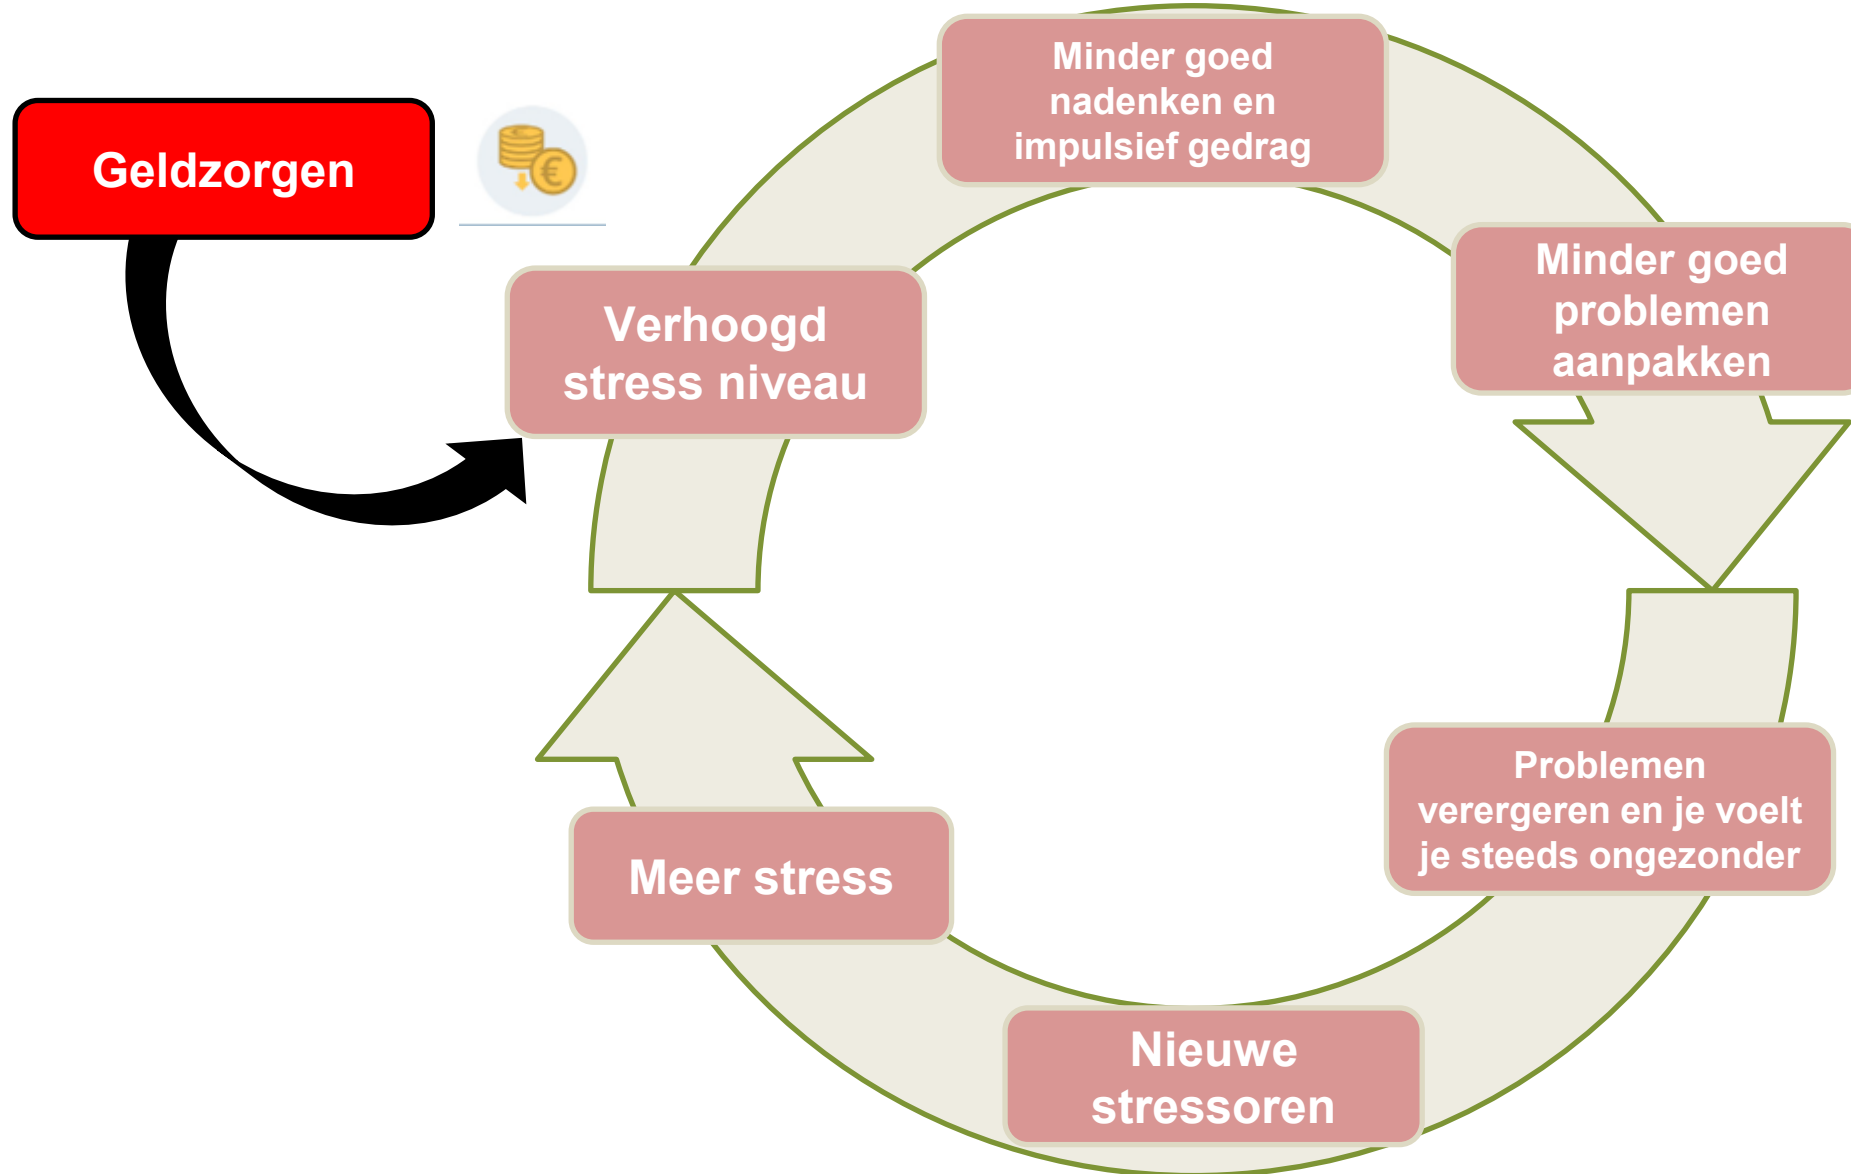 Geldzorgen
€
Minder goed
nadenken en
impulsief gedrag
Minder goed
problemen
aanpakken
Problemen
verergeren en je voelt
je steeds ongezonder
Nieuwe
stressoren
Meer stress
Verhoogd
stress niveau